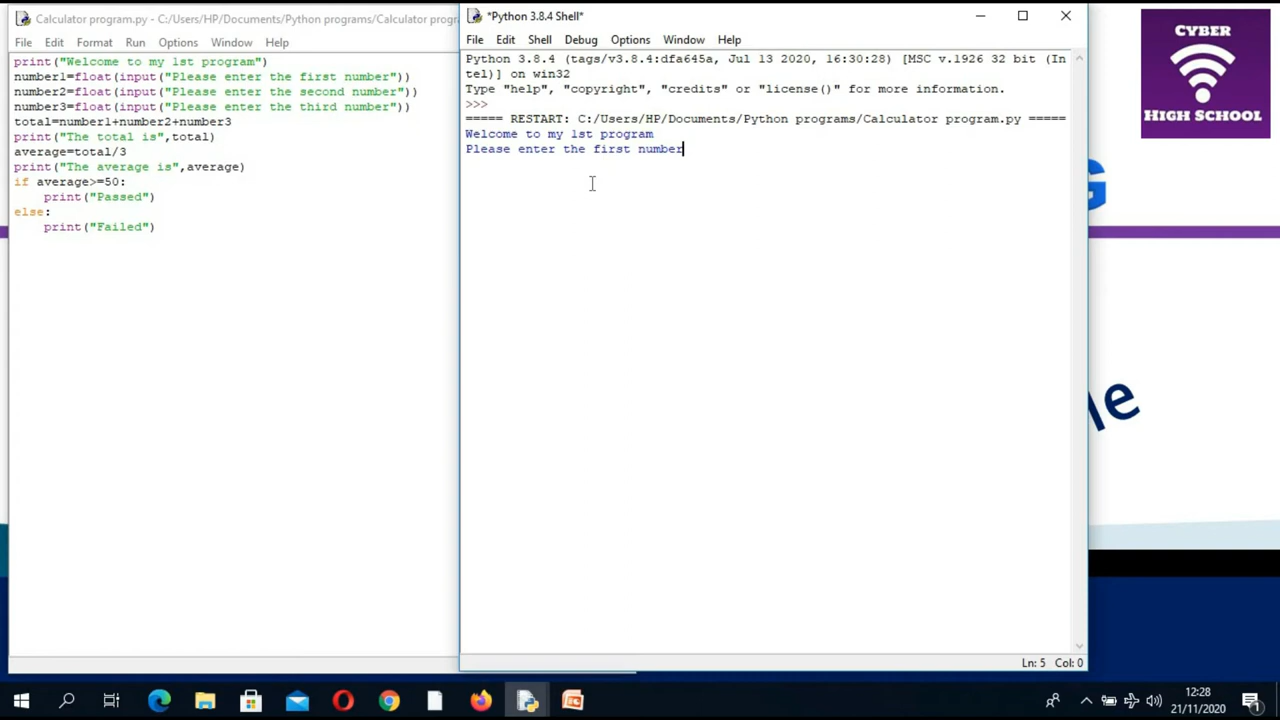 Calculator program.py - C:/Users/HP/Documents/Python programs/Calculator progr
File Edit Format Run Options Window Help
print("Welcome to my 1st program")
number1=float(input("Please enter the first number"))
number2=float(input("Please enter the second number"))
number3=float(input("Please enter the third number"))
total=number1+number2+number3
print("The total is",total)
average=total/3
print("The average is",average)
if average>=50:
    print("Passed")
else:
    print("Failed")
*Python 3.8.4 Shell*
File Edit Shell Debug Options Window Help
Python 3.8.4 (tags/v3.8.4:dfa645a, Jul 13 2020, 16:30:28) [MSC v.1926 32 bit (In
tel)] on win32
Type "help", "copyright", "credits" or "license()" for more information.
>>>
===== RESTART: C:/Users/HP/Documents/Python programs/Calculator program.py =====
Welcome to my 1st program
Please enter the first number
Ln: 5 Col: 0
CYBER
HIGH SCHOOL
G
le
12:28
21/11/2020
1